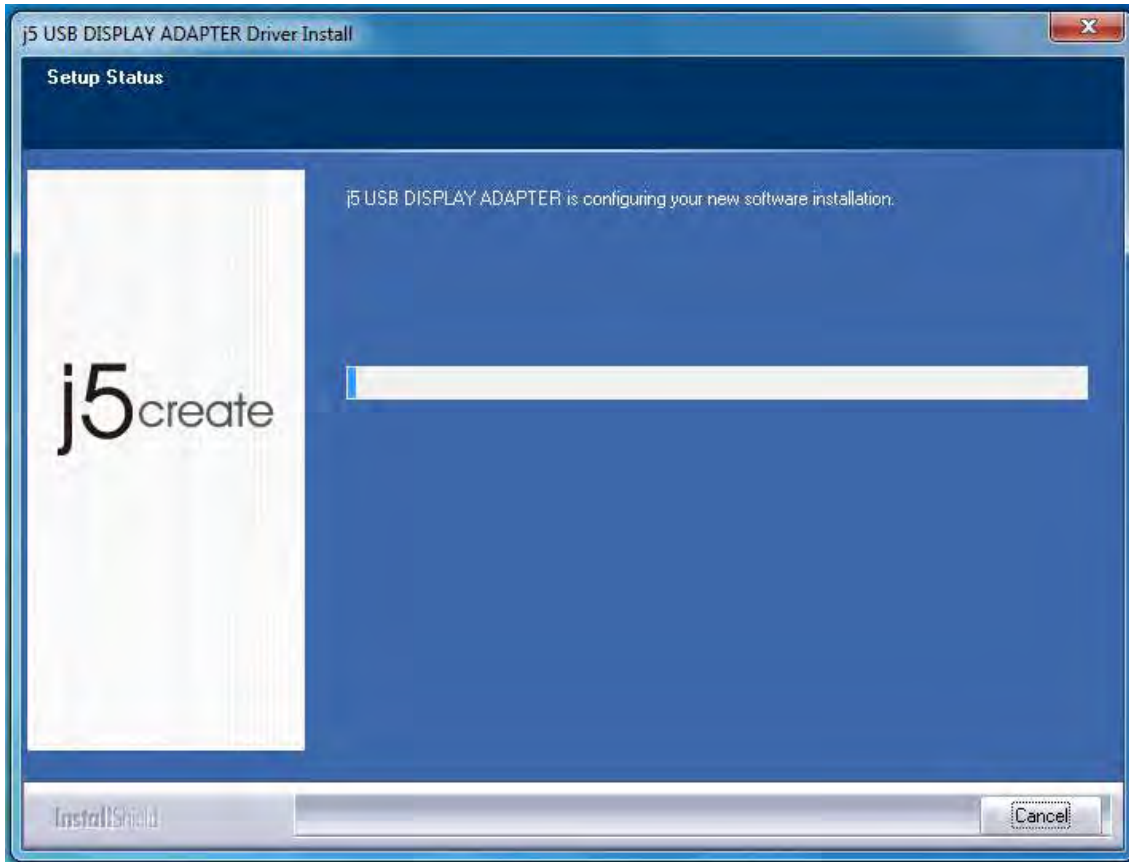 j5 USB DISPLAY ADAPTER Driver Install
Setup Status
j5 USB DISPLAY ADAPTER is configuring your new software installation.
j5create
InstallShield
Cancel